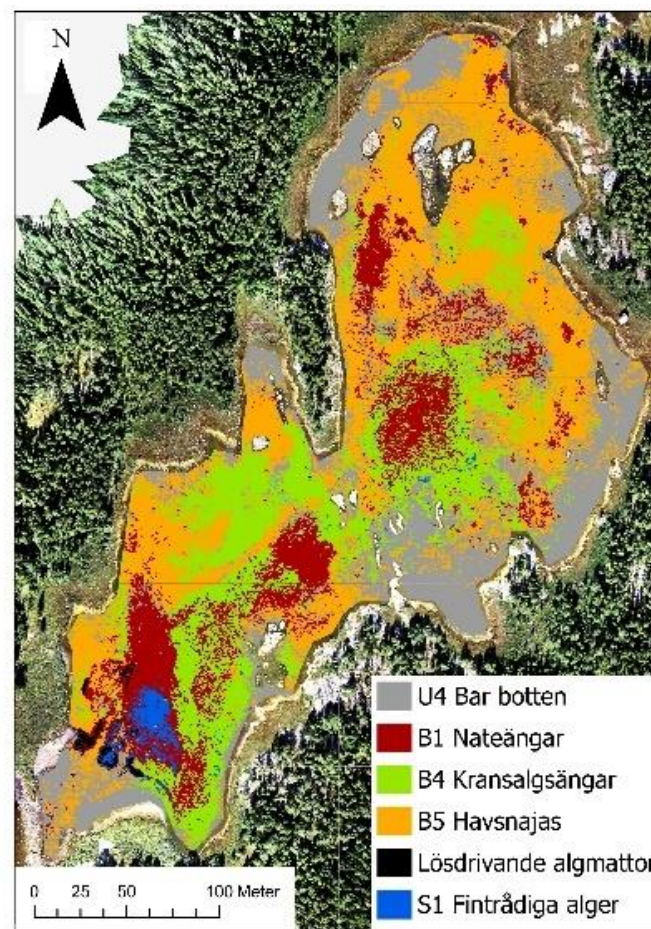 N
U4 Bar botten
B1 Nateängar
B4 Kransalgsängar
B5 Havsnajas
Lösdrivande algmattor
S1 Fintrådiga alger
0 25 50 100 Meter